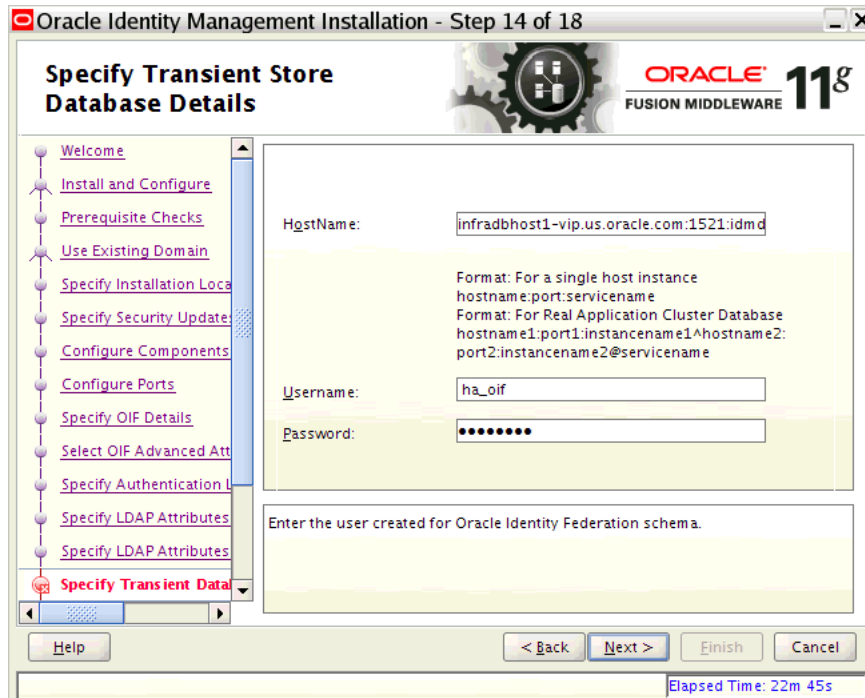 Oracle Identity Management Installation - Step 14 of 18
Specify Transient Store
Database Details
ORACLE
FUSION MIDDLEWARE 11g
Welcome
Install and Configure
Prerequisite Checks
Use Existing Domain
Specify Installation Loca
Specify Security Updates
Configure Components
Configure Ports
Specify OIF Details
Select OIF Advanced Att
Specify Authentication L
Specify LDAP Attributes
Specify LDAP Attributes
Specify Transient Data
HostName:
infradbhost1-vip.us.oracle.com:1521:idmd
Format: For a single host instance
hostname:port:servicename
Format: For Real Application Cluster Database
hostname1:port1:instancename1^hostname2:
port2:instancename2@servicename
Username:
ha_oif
Password:
●●●●●●●●
Enter the user created for Oracle Identity Federation schema.
Help
< Back
Next >
Finish
Cancel
Elapsed Time: 22m 45s